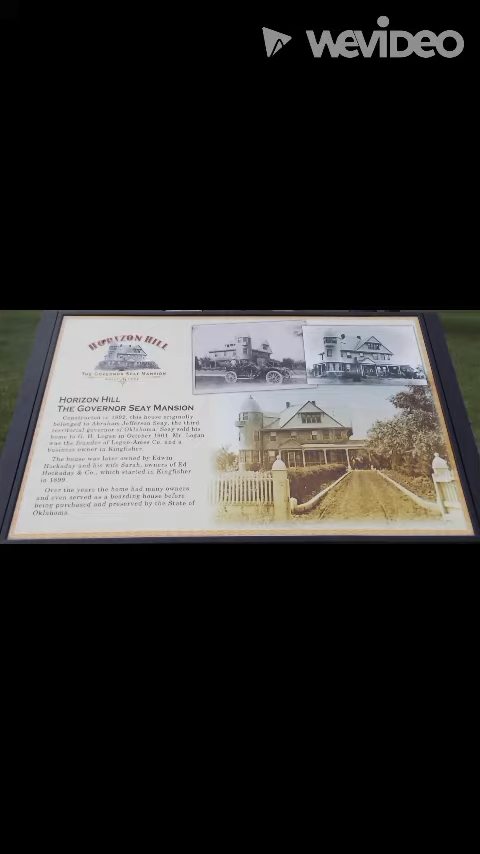 WEVIDEO
HORIZON HILL
THE GOVERNOR SEAY MANSION
HORIZON HILL
THE GOVERNOR SEAY MANSION
Constructed in 1892, this house originally
belonged to Abraham Jefferson Seay, the third
territorial governor of Oklahoma. Seay sold his
home to G. H. Logan in October 1901. Mr. Logan
was the founder of Logan-Ames Co. and a
business owner in Kingfisher.
The house was later owned by Edwin
Hockaday and his wife Sarah, owners of Ed
Hockaday & Co., which started in Kingfisher
in 1899.
Over the years the home had many owners
and even served as a boarding house before
being purchased and preserved by the State of
Oklahoma.